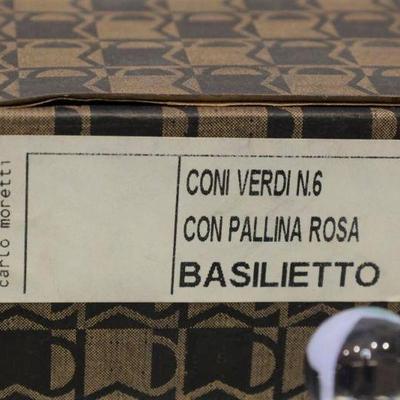 carlo moretti
CONI VERDI N.6
CON PALLINA ROSA
BASILIETTO